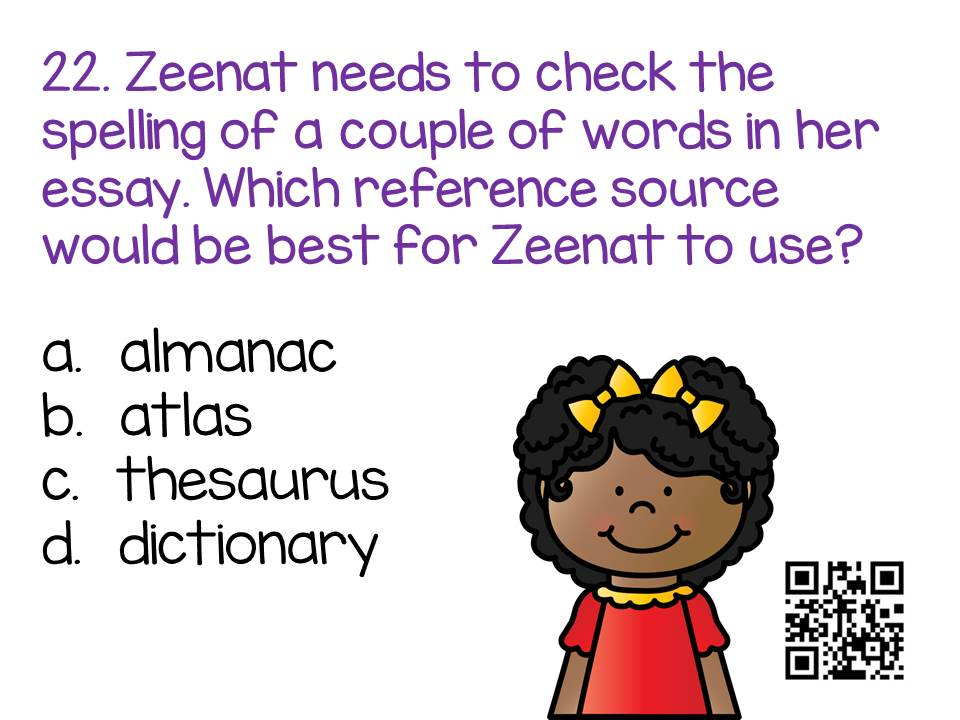 22. Zeenat needs to check the
spelling of a couple of words in her
essay. Which reference source
would be best for Zeenat to use?
a. almanac
b. atlas
c. thesaurus
d. dictionary